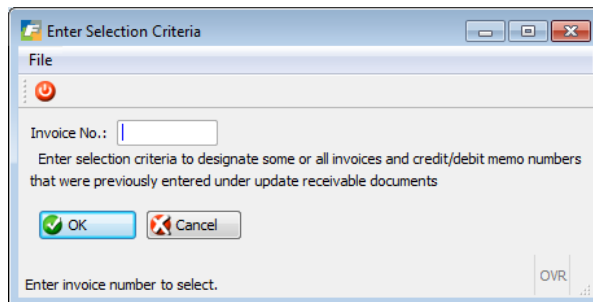 Enter Selection Criteria
File
Invoice No.:
Enter selection criteria to designate some or all invoices and credit/debit memo numbers
that were previously entered under update receivable documents
OK Cancel
OVR
Enter invoice number to select.